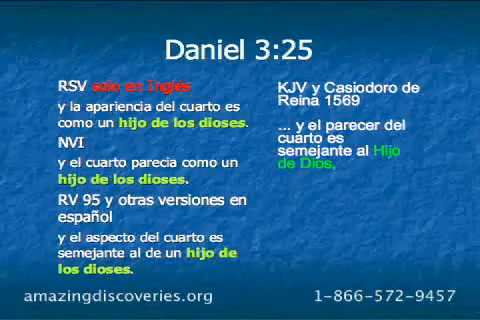 Daniel 3:25
RSV solo en Inglés
y la apariencia del cuarto es
como un hijo de los dioses.
NVI
y el cuarto parecia como un
hijo de los dioses.
RV 95 y otras versiones en
español
y el aspecto del cuarto es
semejante al de un hijo de
los dioses.
KJV y Casiodoro de
Reina 1569
... y el parecer del
cuarto es
semejante al Hijo
de Dios,
amazingdiscoveries.org
1-866-572-9457